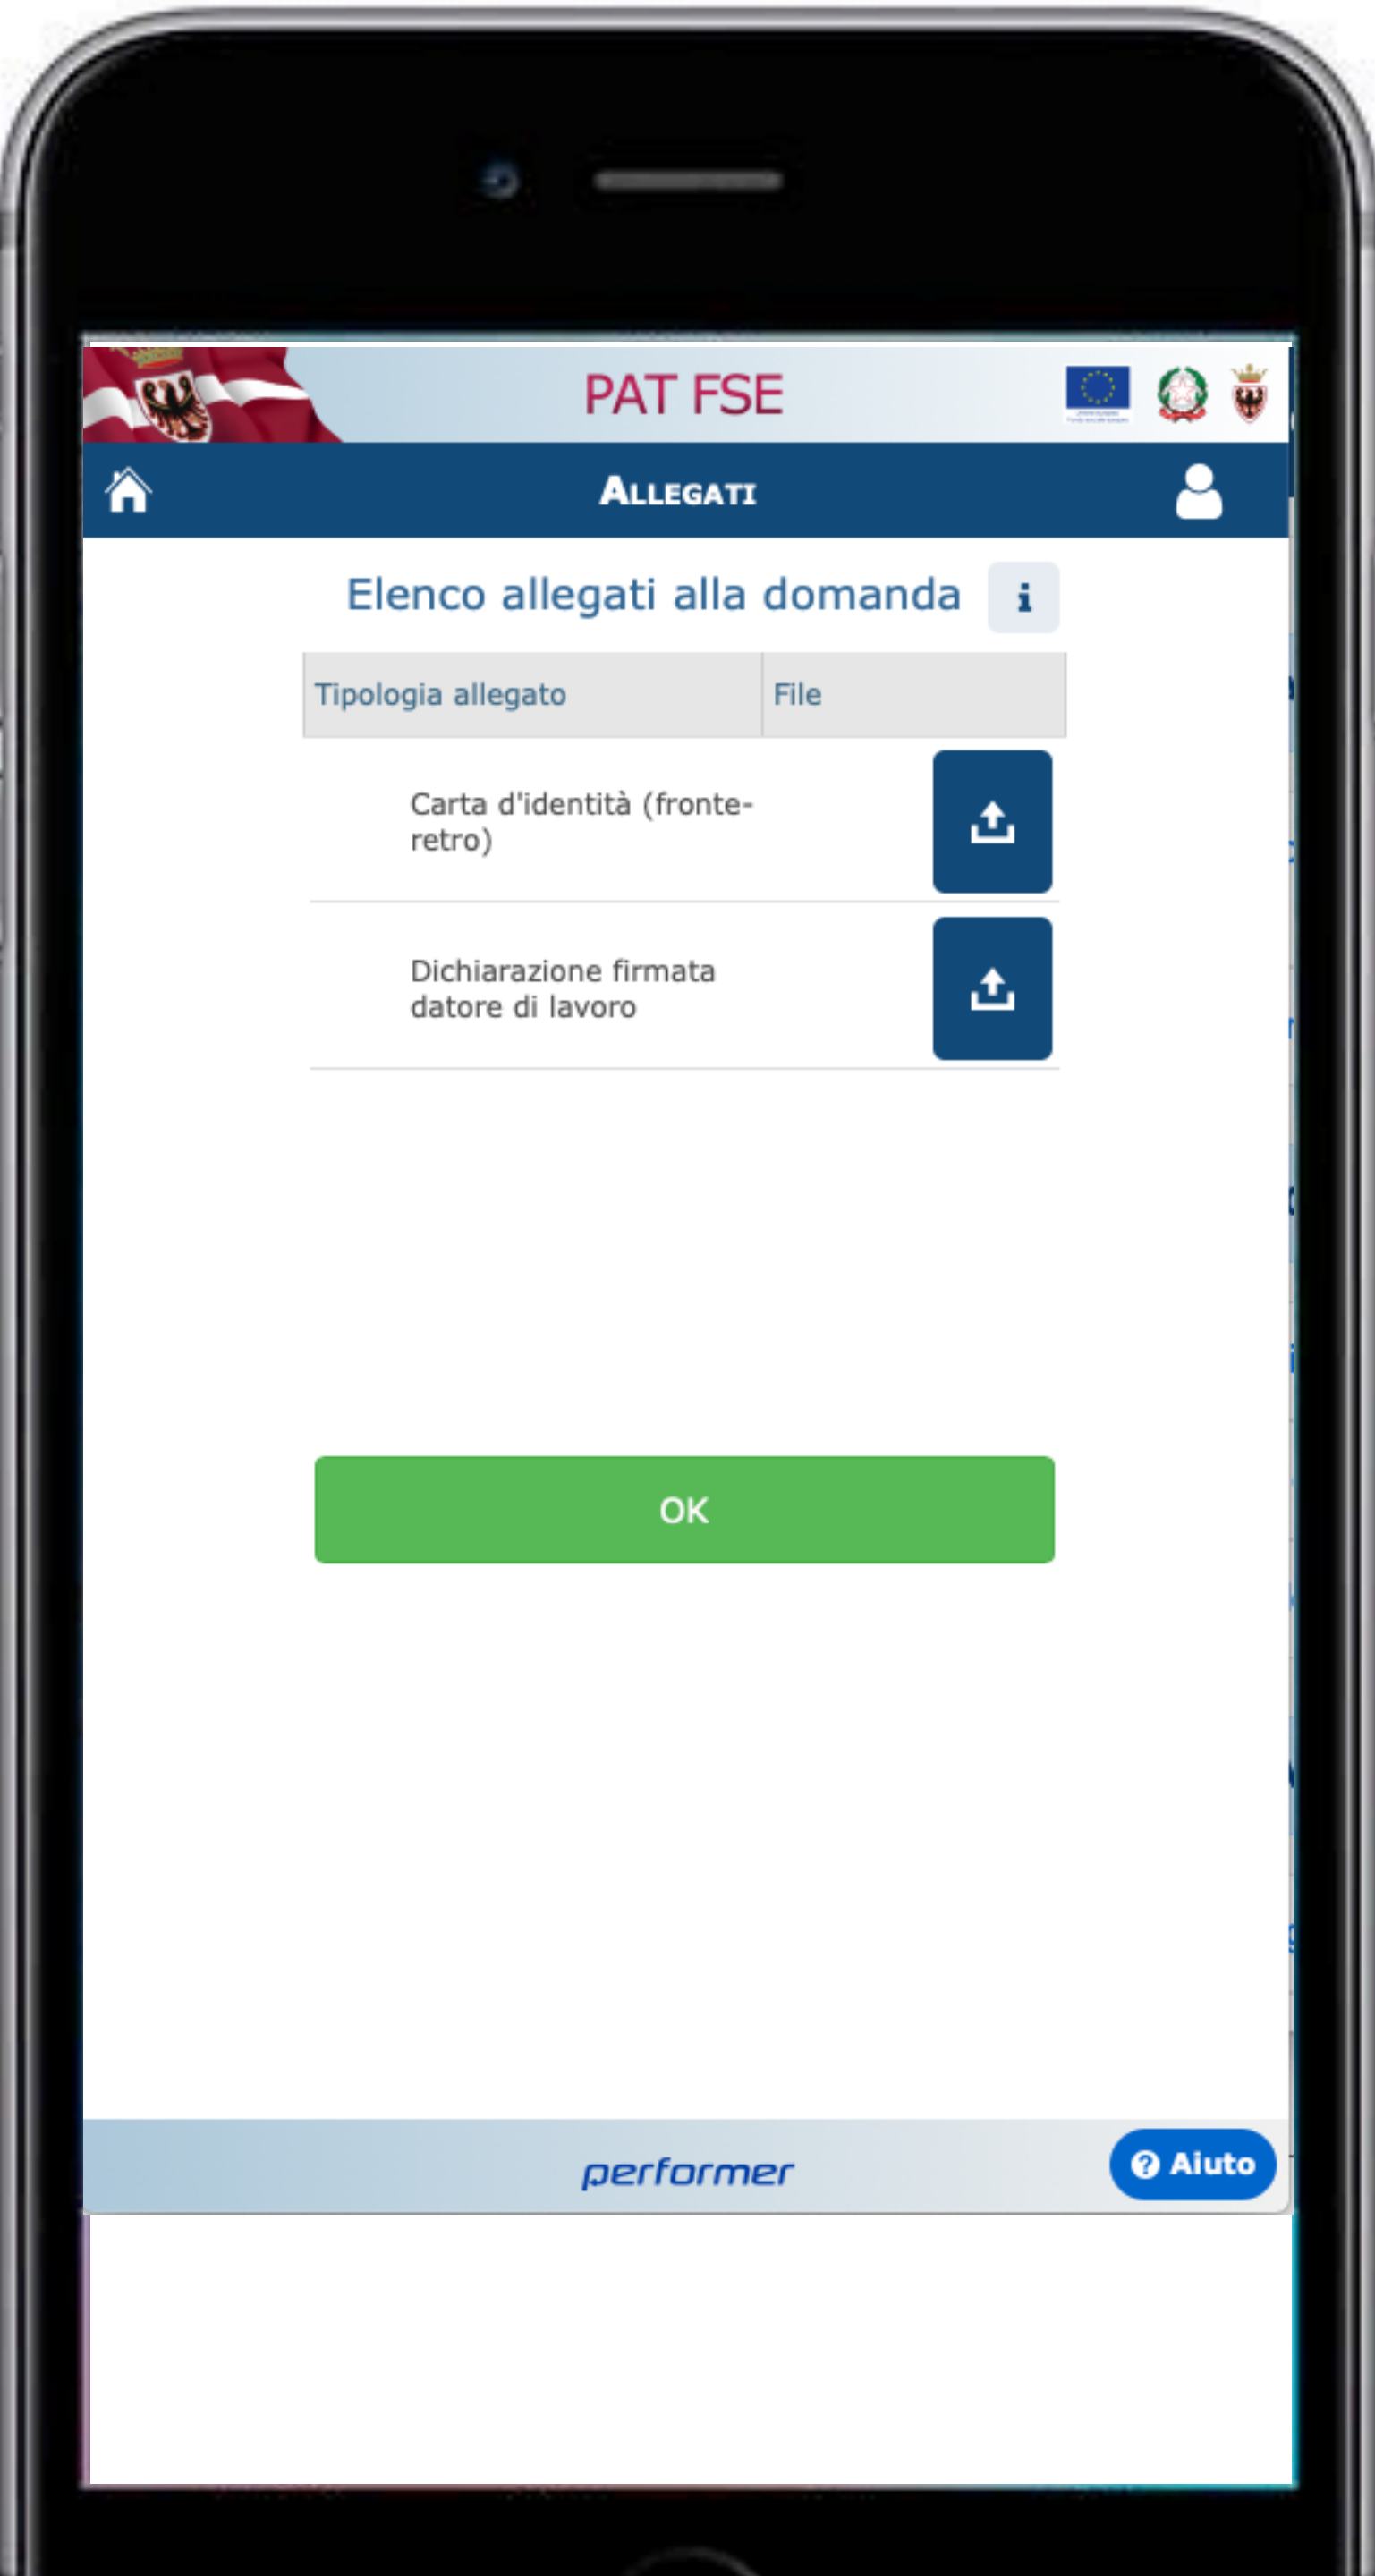 PAT FSE
ALLEGATI
Elenco allegati alla domanda
Tipologia allegato File
Carta d'identità (fronte-
retro)
Dichiarazione firmata
datore di lavoro
OK
performer
Aiuto